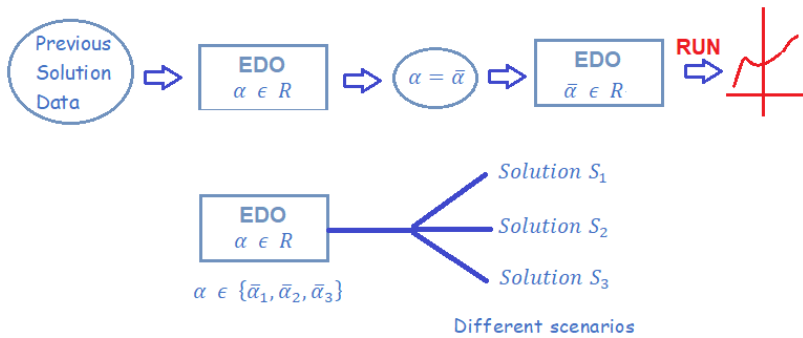 Previous
Solution
Data
EDO
α ϵ R
α = ᾱ
EDO
ᾱ ϵ R
RUN
EDO
α ϵ R
α ϵ {ᾱ₁, ᾱ₂, ᾱ₃}
Solution S₁
Solution S₂
Solution S₃
Different scenarios